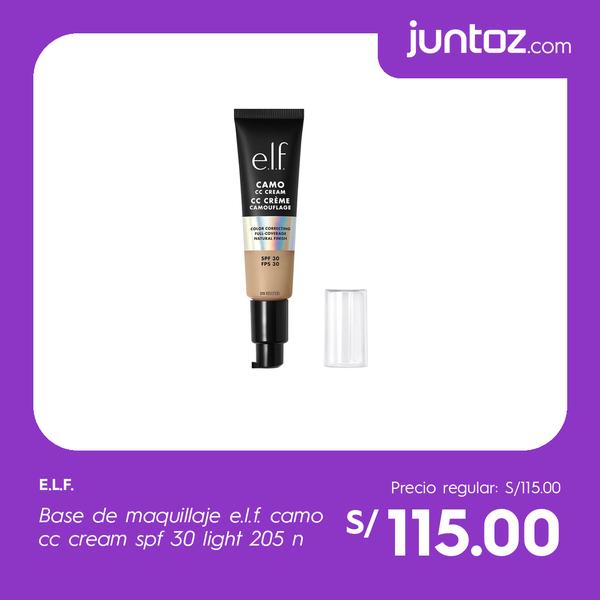 juntoz.com
e.l.f.
CAMO
CC CREAM
CC CRÈME
CAMOUFLAGE
COLOR CORRECTING
FULL-COVERAGE
NATURAL FINISH
SPF 30
FPS 30
E.L.F.
Base de maquillaje e.l.f. camo
cc cream spf 30 light 205 n
Precio regular: S/115.00
S/115.00